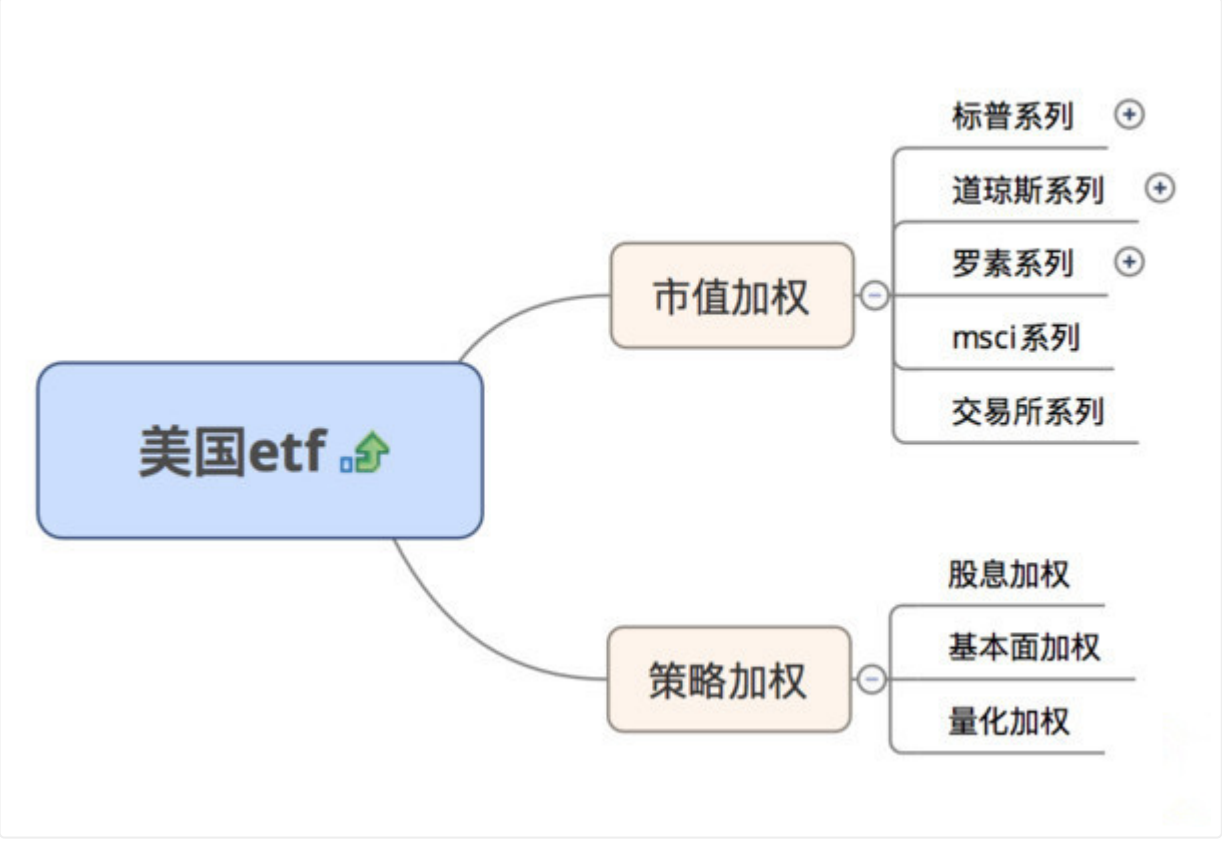 美国etf
市值加权
标普系列
道琼斯系列
罗素系列
msci系列
交易所系列
策略加权
股息加权
基本面加权
量化加权